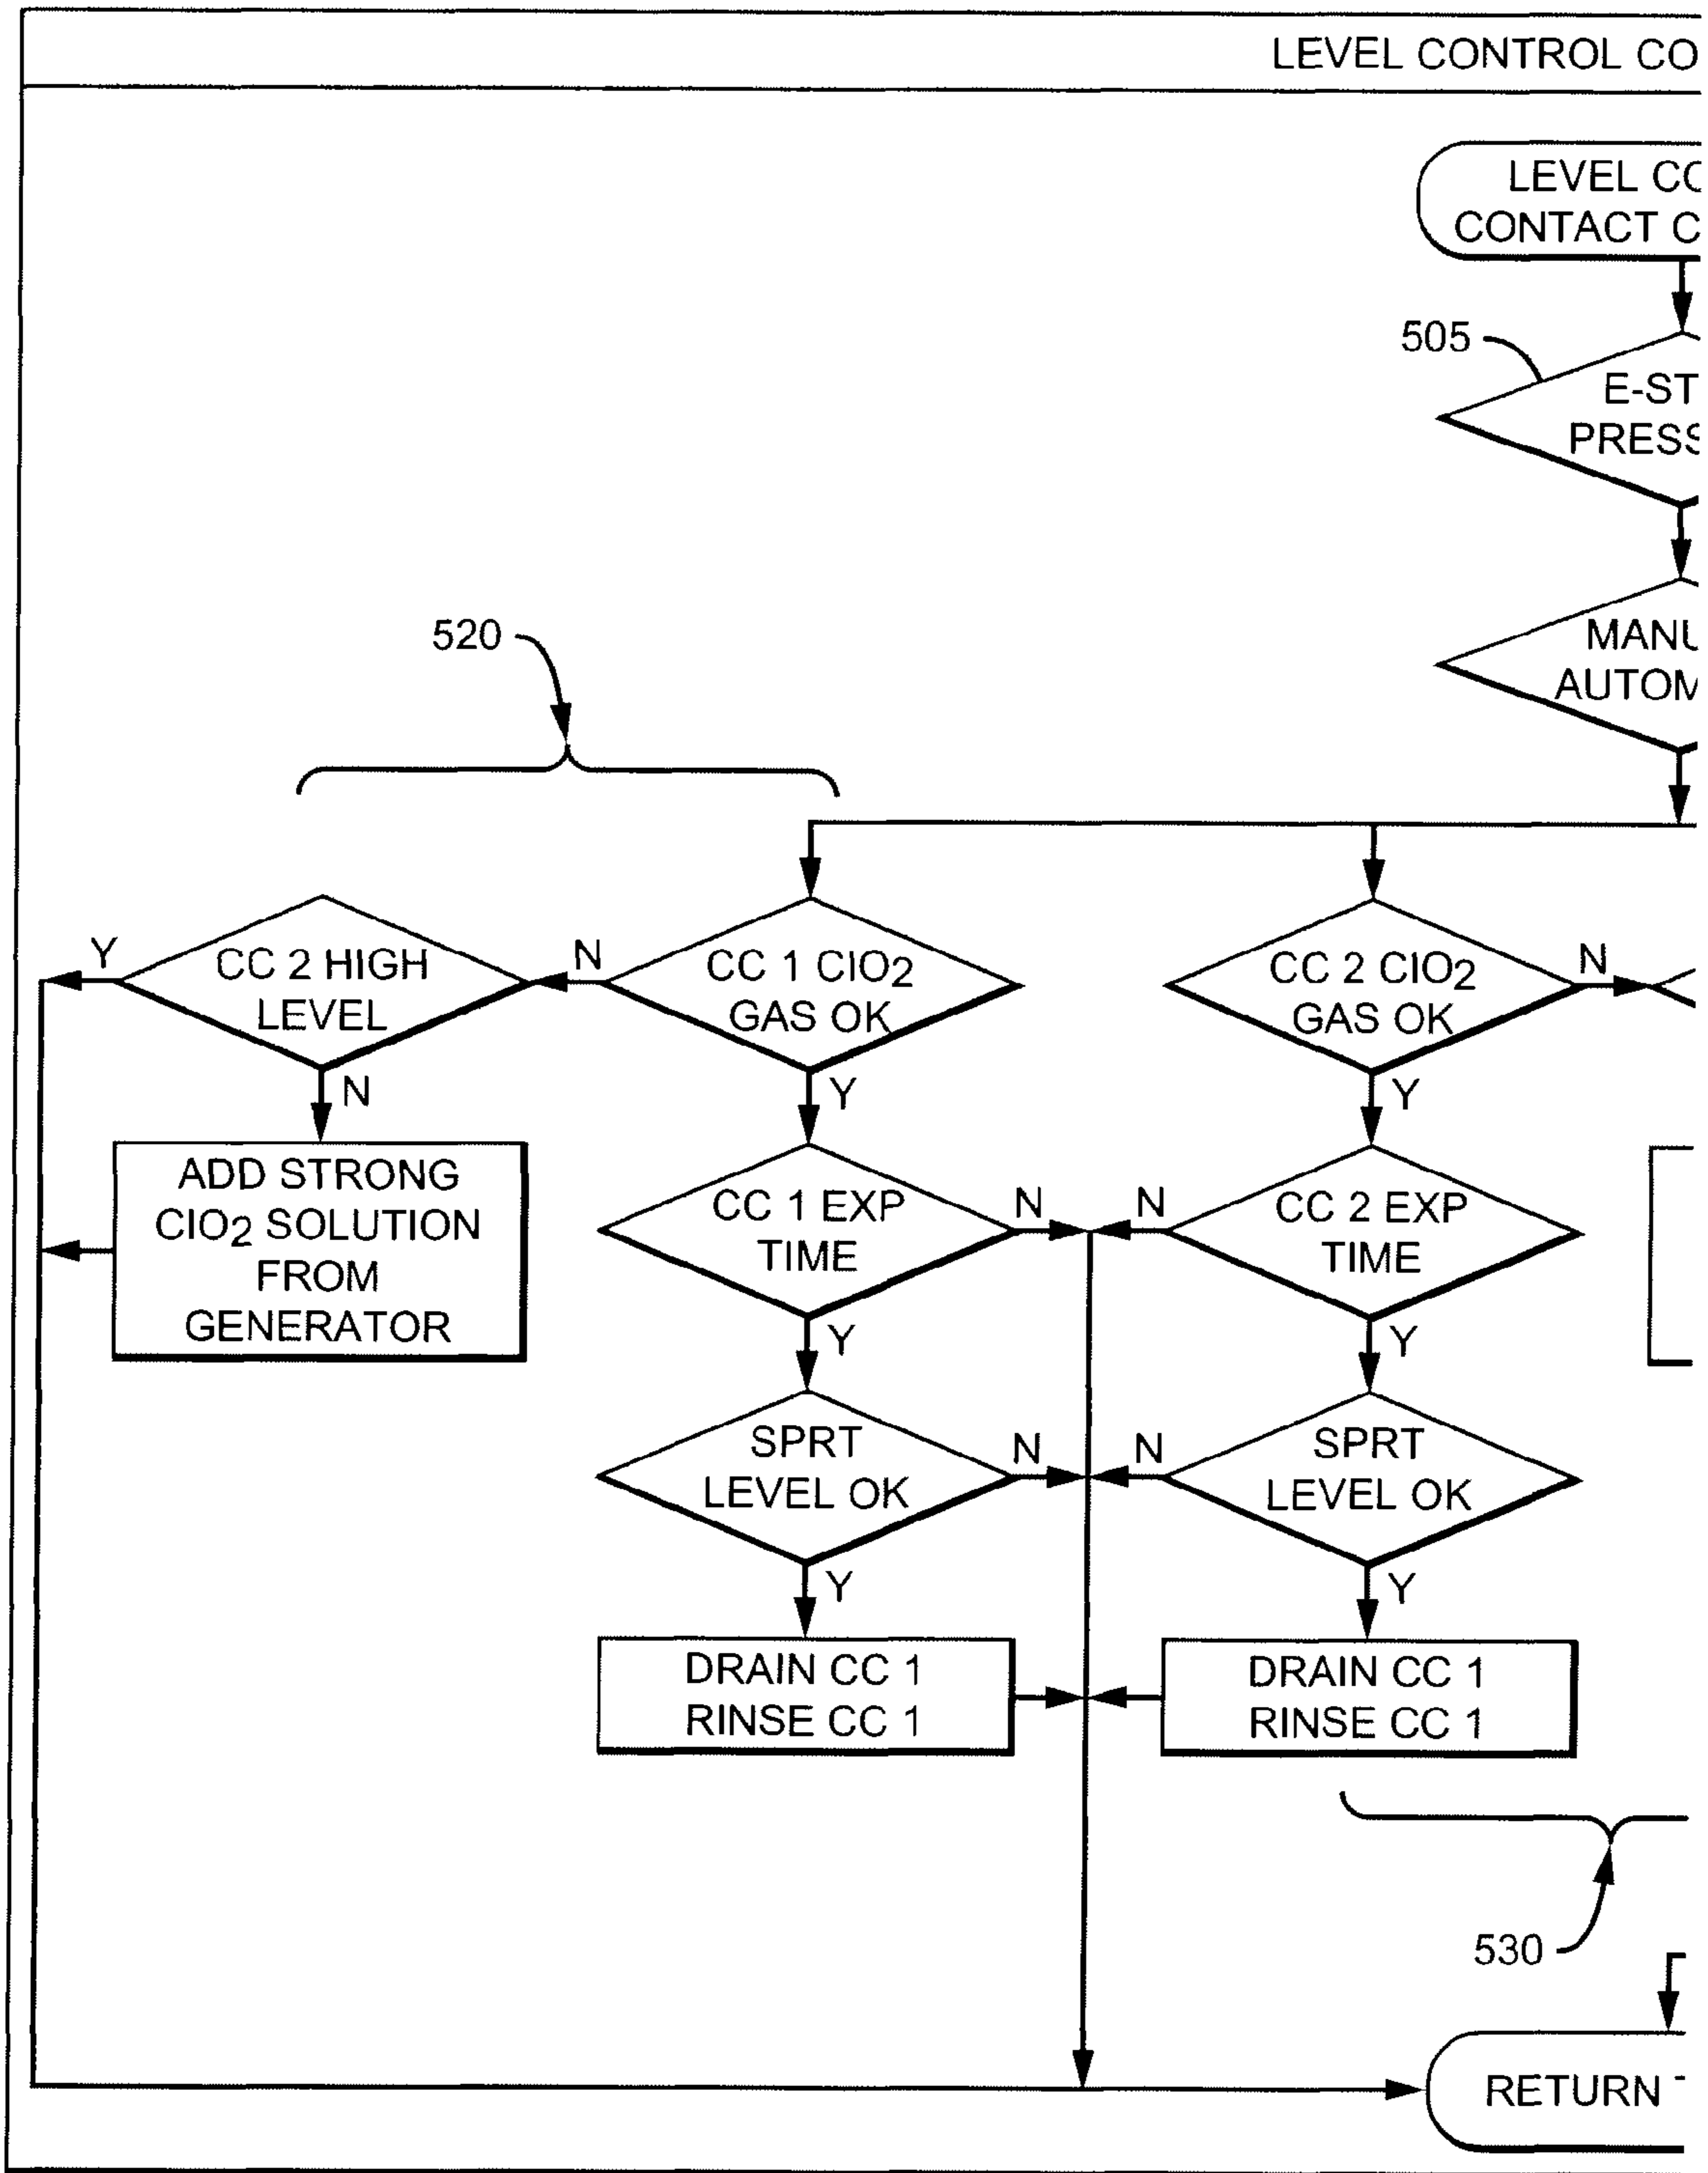 LEVEL CONTROL CO
LEVEL CO
CONTACT C
505
E-ST
PRESS
MANU
AUTOM
520
Y
CC 2 HIGH
LEVEL
N
CC 1 ClO2
GAS OK
CC 2 ClO2
GAS OK
N
N
Y
Y
ADD STRONG
ClO2 SOLUTION
FROM
GENERATOR
CC 1 EXP
TIME
N
N
CC 2 EXP
TIME
Y
Y
SPRT
LEVEL OK
N
N
SPRT
LEVEL OK
Y
Y
DRAIN CC 1
RINSE CC 1
DRAIN CC 1
RINSE CC 1
530
RETURN